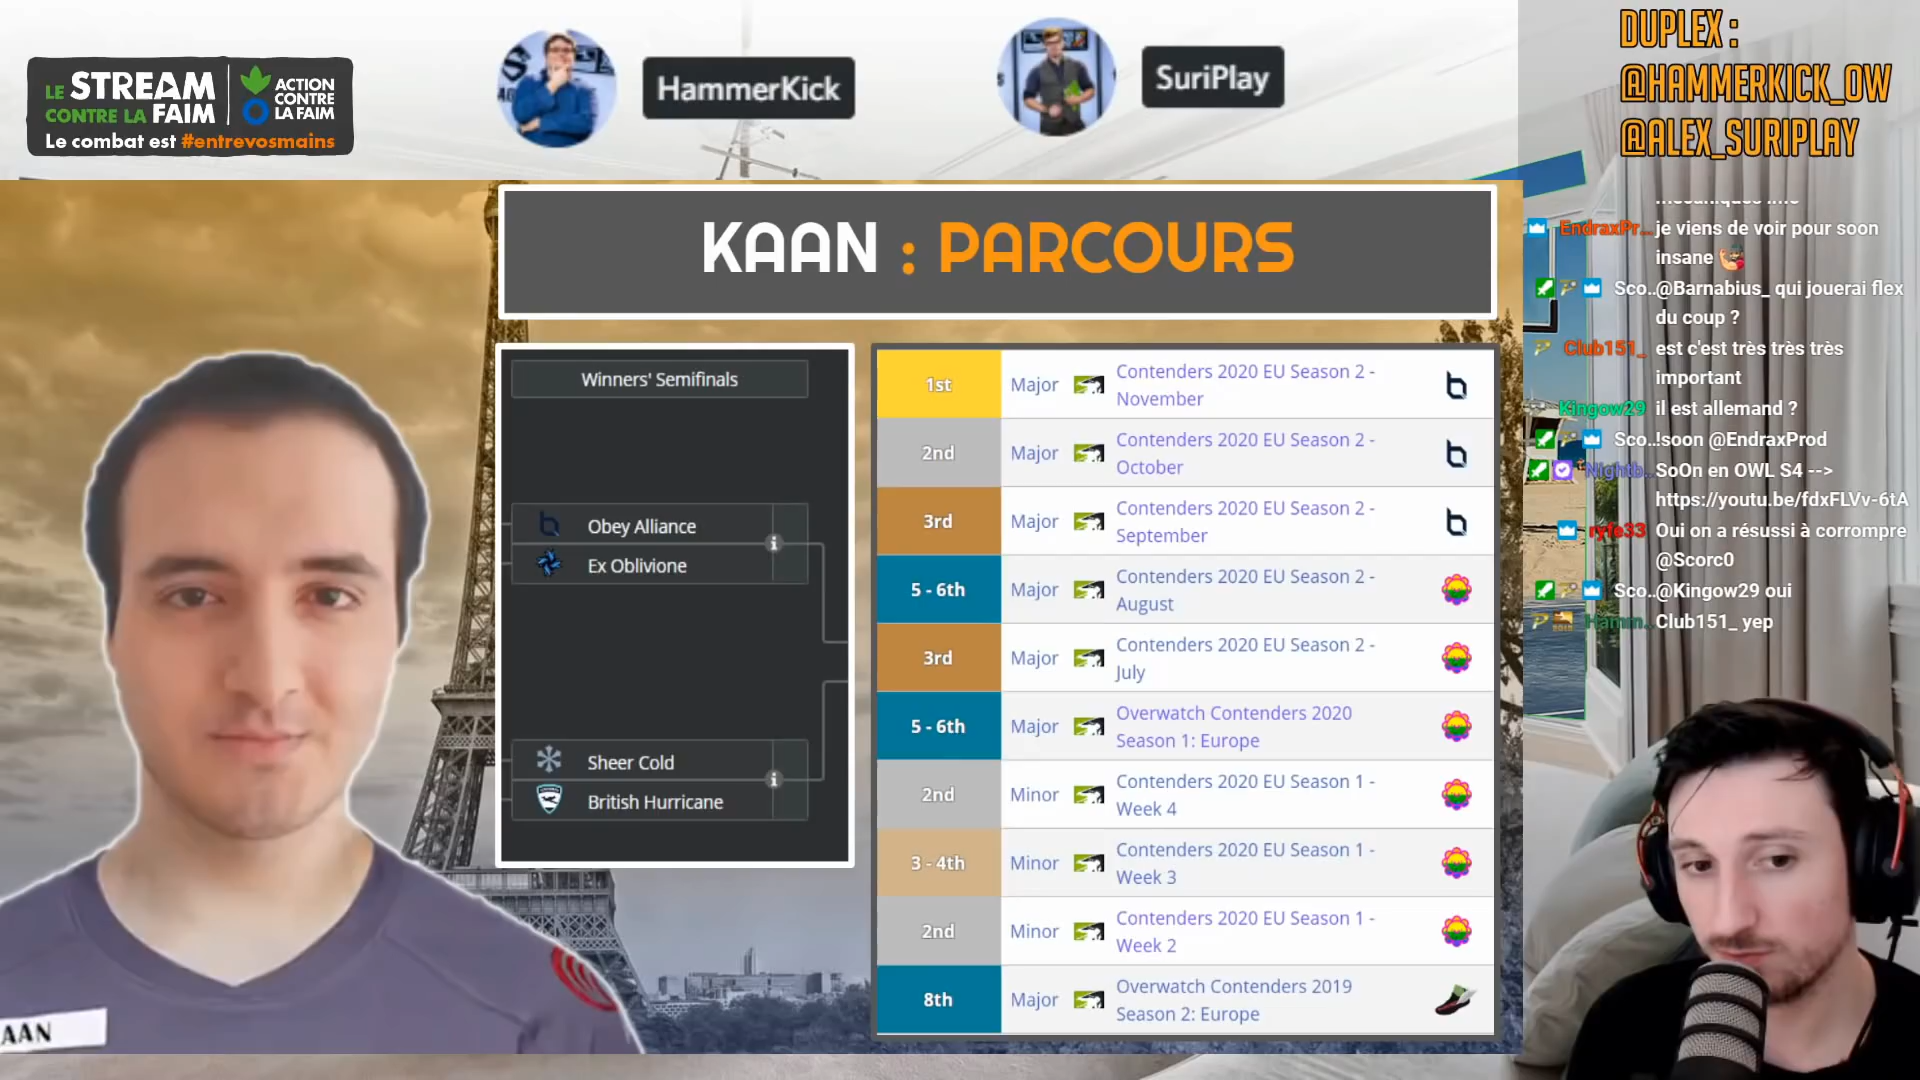 LE STREAM
CONTRE LA FAIM
ACTION
CONTRE
LA FAIM
Le combat est #entrevosmains
HammerKick
SuriPlay
DUPLEX :
@HAMMERKICK_OW
@ALEX_SURIPLAY
KAAN : PARCOURS
Winners' Semifinals
Obey Alliance
Ex Oblivione
Sheer Cold
British Hurricane
1st Major Contenders 2020 EU Season 2 -
November
2nd Major Contenders 2020 EU Season 2 -
October
3rd Major Contenders 2020 EU Season 2 -
September
5 - 6th Major Contenders 2020 EU Season 2 -
August
3rd Major Contenders 2020 EU Season 2 -
July
5 - 6th Major Overwatch Contenders 2020
Season 1: Europe
2nd Minor Contenders 2020 EU Season 1 -
Week 4
3 - 4th Minor Contenders 2020 EU Season 1 -
Week 3
2nd Minor Contenders 2020 EU Season 1 -
Week 2
8th Major Overwatch Contenders 2019
Season 2: Europe
EndraxPr... je viens de voir pour soon
insane
Sco.. @Barnabius_ qui jouerai flex
du coup ?
Club151_ est c'est très très très
important
Kingow29 il est allemand ?
Sco.. !soon @EndraxProd
Nightb.. SoOn en OWL S4 -->
https://youtu.be/fdxFLVv-6tA
ryfe33 Oui on a résussi à corrompre
@Scorc0
Sco.. @Kingow29 oui
Hamm.. Club151_ yep
AAN